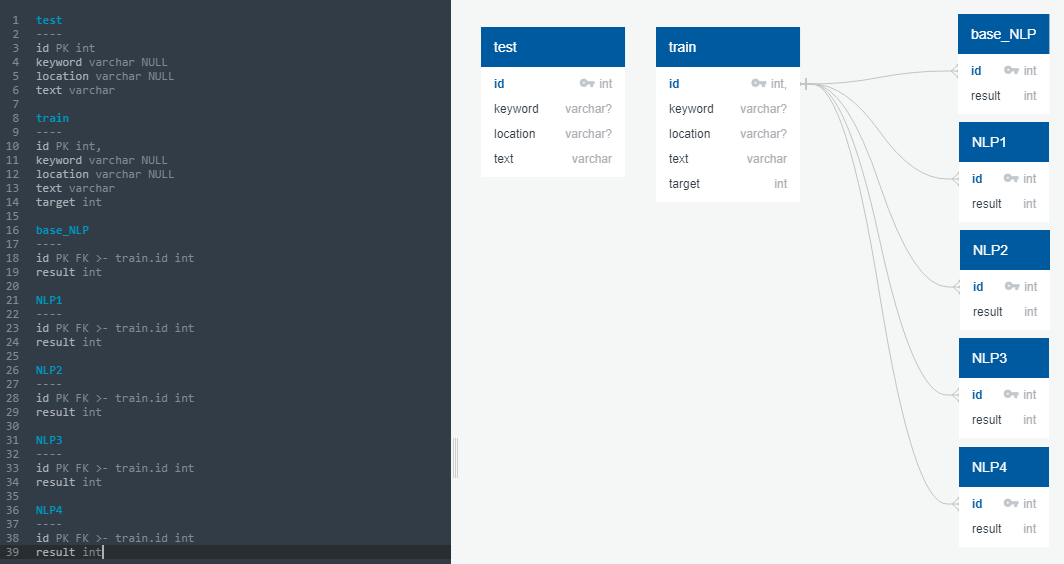 1 test
2 ----
3 id PK int
4 keyword varchar NULL
5 location varchar NULL
6 text varchar
7
8 train
9 ----
10 id PK int,
11 keyword varchar NULL
12 location varchar NULL
13 text varchar
14 target int
15
16 base_NLP
17 ----
18 id PK FK >- train.id int
19 result int
20
21 NLP1
22 ----
23 id PK FK >- train.id int
24 result int
25
26 NLP2
27 ----
28 id PK FK >- train.id int
29 result int
30
31 NLP3
32 ----
33 id PK FK >- train.id int
34 result int
35
36 NLP4
37 ----
38 id PK FK >- train.id int
39 result int
test
id int
keyword varchar?
location varchar?
text varchar
train
id int,
keyword varchar?
location varchar?
text varchar
target int
base_NLP
id int
result int
NLP1
id int
result int
NLP2
id int
result int
NLP3
id int
result int
NLP4
id int
result int